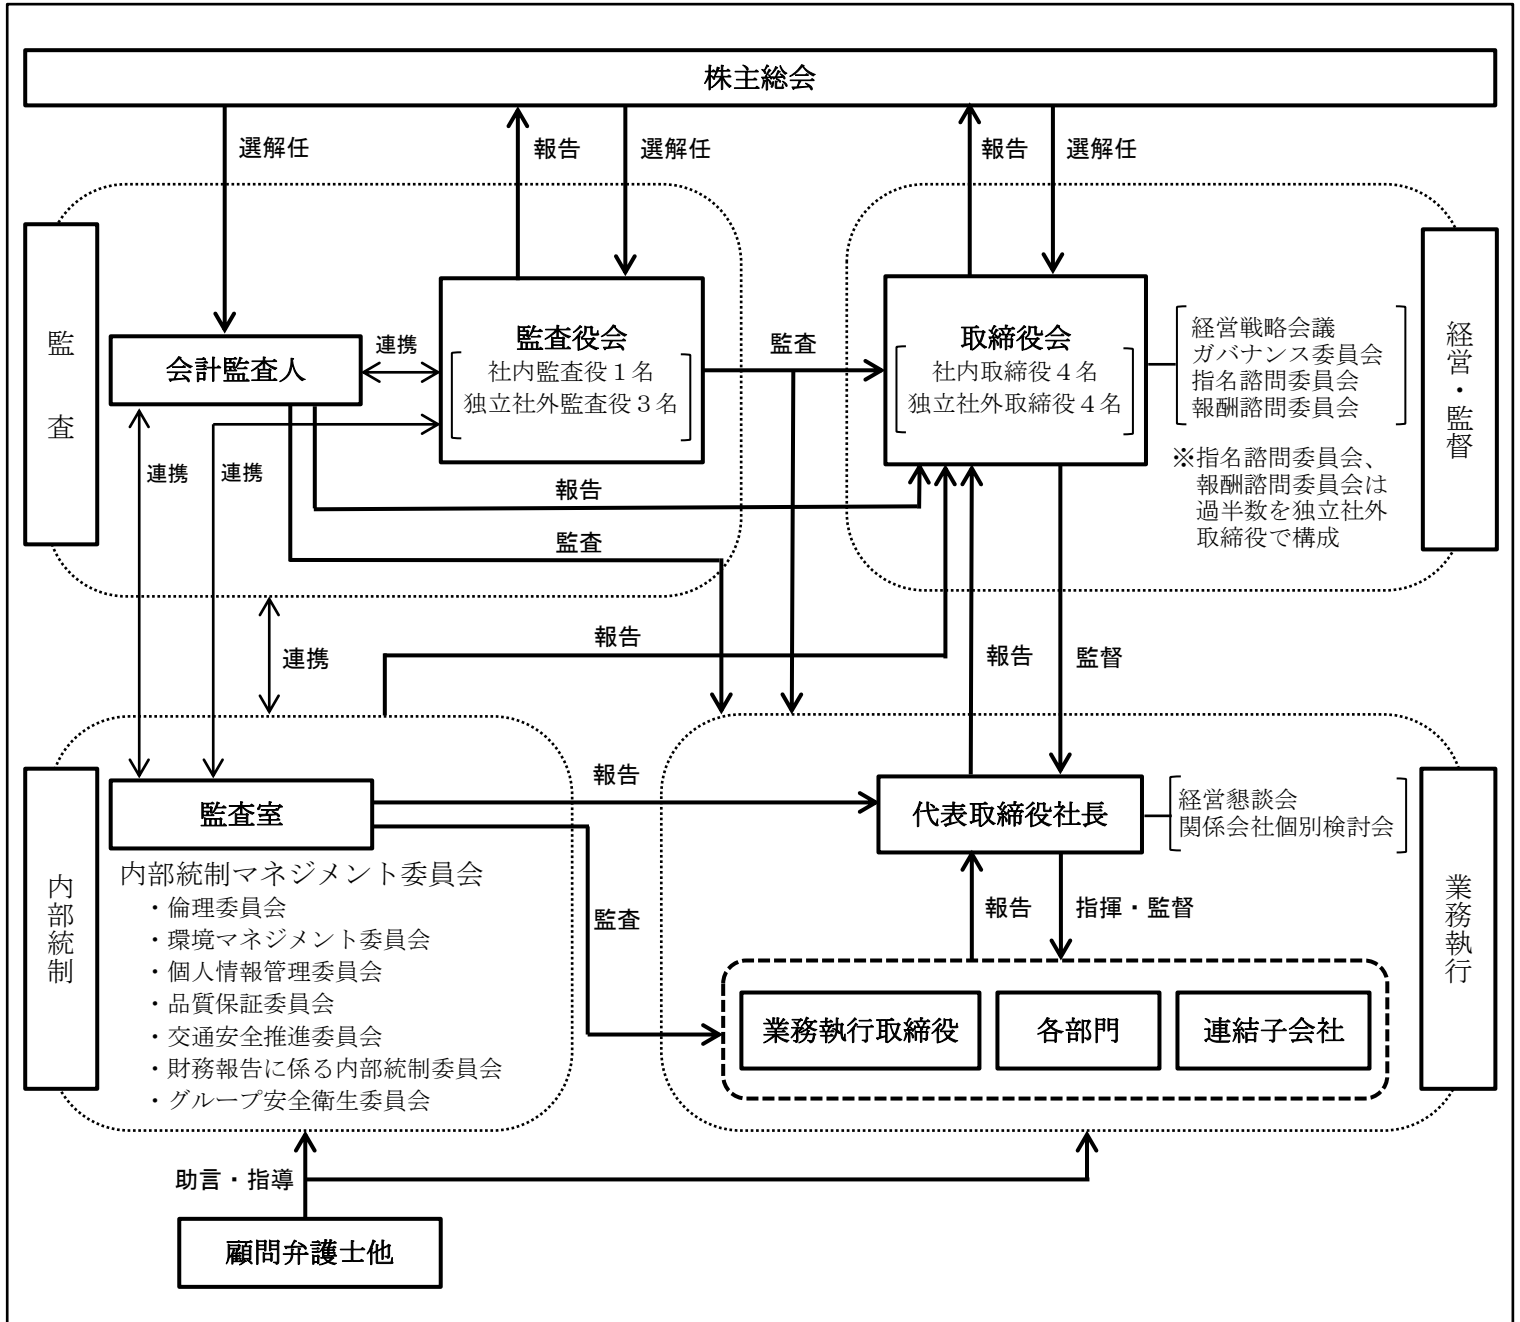 株主総会
選解任
報告
選解任
報告
選解任
監査
経営・監督
会計監査人
連携
監査役会
社内監査役１名
独立社外監査役３名
監査
取締役会
社内取締役４名
独立社外取締役４名
経営戦略会議
ガバナンス委員会
指名諮問委員会
報酬諮問委員会
※指名諮問委員会、
報酬諮問委員会は
過半数を独立社外
取締役で構成
連携
連携
報告
監査
連携
報告
報告
監督
内部統制
監査室
報告
代表取締役社長
経営懇談会
関係会社個別検討会
業務執行
内部統制マネジメント委員会
・倫理委員会
・環境マネジメント委員会
・個人情報管理委員会
・品質保証委員会
・交通安全推進委員会
・財務報告に係る内部統制委員会
・グループ安全衛生委員会
監査
報告
指揮・監督
業務執行取締役
各部門
連結子会社
助言・指導
顧問弁護士他